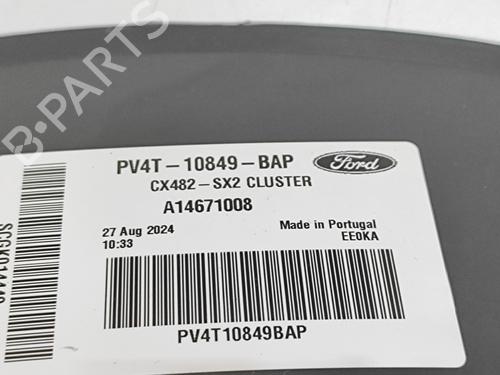 B-PARTS
PV4T-10849-BAP
Ford
CX482-SX2 CLUSTER
A14671008
27 Aug 2024
10:33
Made in Portugal
EE0KA
PV4T10849BAP